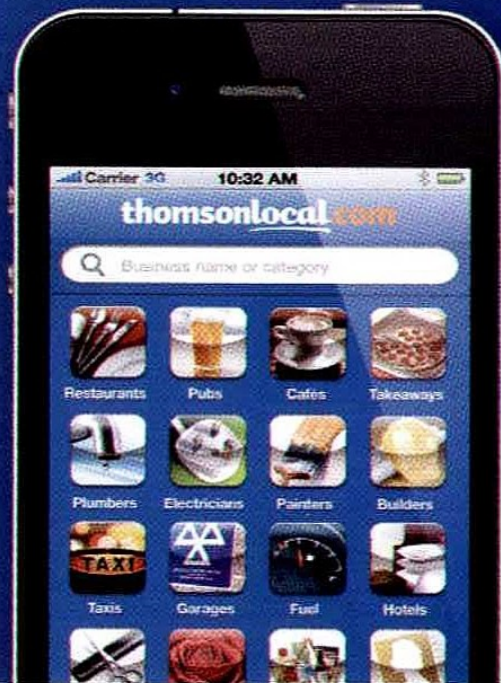 Carrier 3G 10:32 AM
thomsonlocal.com
Business name or category
Restaurants Pubs Cafés Takeaways
Plumbers Electricians Painters Builders
TAXI
Taxis Garages Fuel Hotels